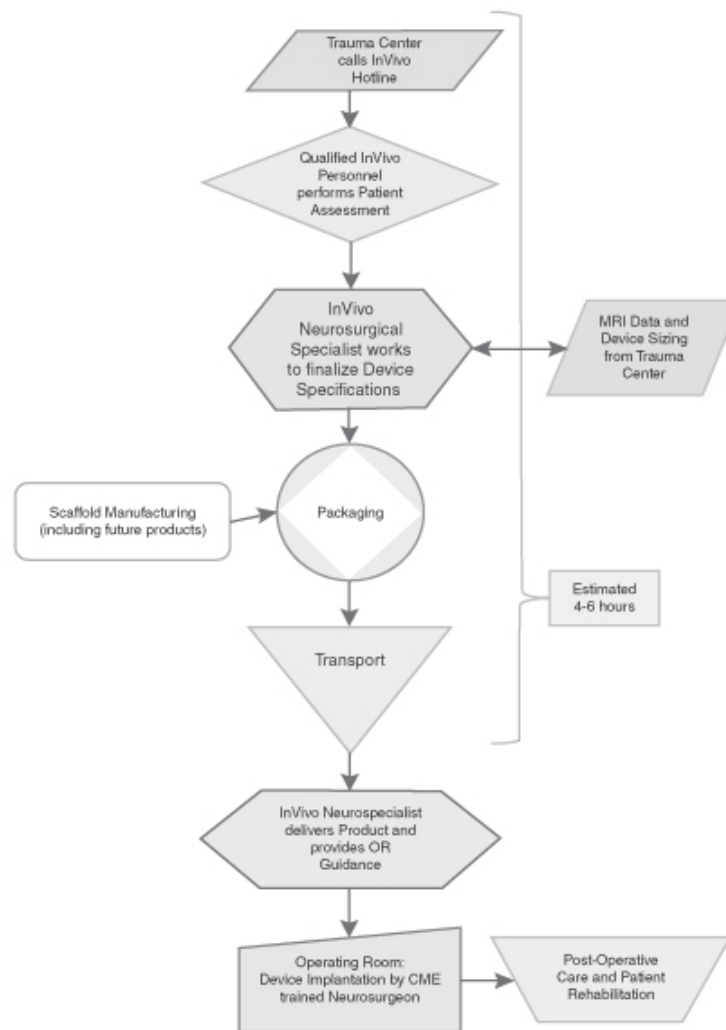 Trauma Center
calls InVivo
Hotline
Qualified InVivo
Personnel
performs Patient
Assessment
InVivo
Neurosurgical
Specialist works
to finalize Device
Specifications
MRI Data and
Device Sizing
from Trauma
Center
Scaffold Manufacturing
(including future products)
Packaging
Estimated
4-6 hours
Transport
InVivo Neurospecialist
delivers Product and
provides OR
Guidance
Operating Room:
Device Implantation by CME
trained Neurosurgeon
Post-Operative
Care and Patient
Rehabilitation